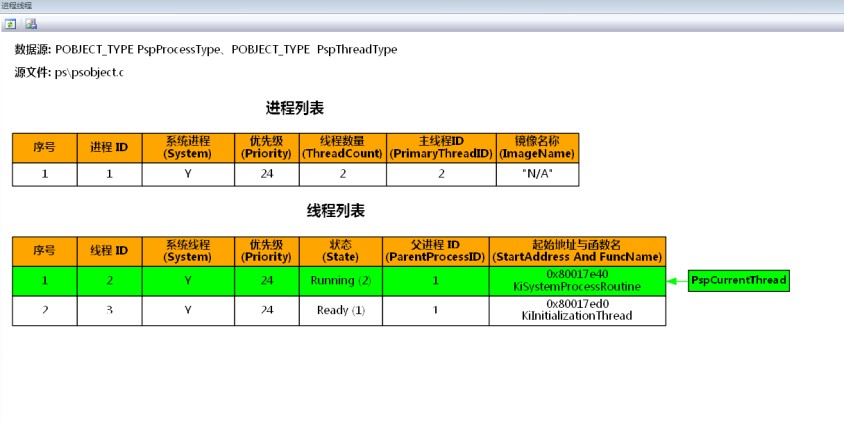 进程线程
数据源: POBJECT_TYPE PspProcessType、POBJECT_TYPE PspThreadType
源文件: ps\psobject.c
进程列表
序号 进程 ID 系统进程 (System) 优先级 (Priority) 线程数量 (ThreadCount) 主线程ID (PrimaryThreadID) 镜像名称 (ImageName)
1 1 Y 24 2 2 "N/A"
线程列表
序号 线程 ID 系统线程 (System) 优先级 (Priority) 状态 (State) 父进程 ID (ParentProcessID) 起始地址与函数名 (StartAddress And FuncName)
1 2 Y 24 Running (2) 1 0x80017e40 KiSystemProcessRoutine PspCurrentThread
2 3 Y 24 Ready (1) 1 0x80017ed0 KiInitializationThread